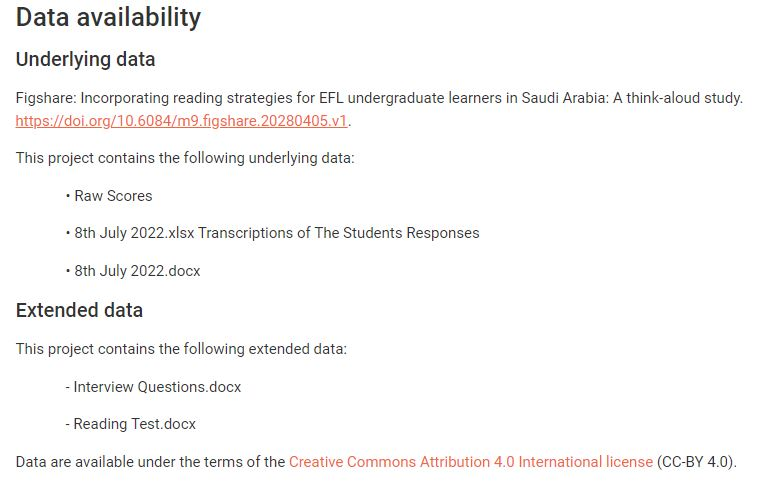 Data availability
Underlying data
Figshare: Incorporating reading strategies for EFL undergraduate learners in Saudi Arabia: A think-aloud study.
https://doi.org/10.6084/m9.figshare.20280405.v1.
This project contains the following underlying data:
• Raw Scores
• 8th July 2022.xlsx Transcriptions of The Students Responses
• 8th July 2022.docx
Extended data
This project contains the following extended data:
- Interview Questions.docx
- Reading Test.docx
Data are available under the terms of the Creative Commons Attribution 4.0 International license (CC-BY 4.0).